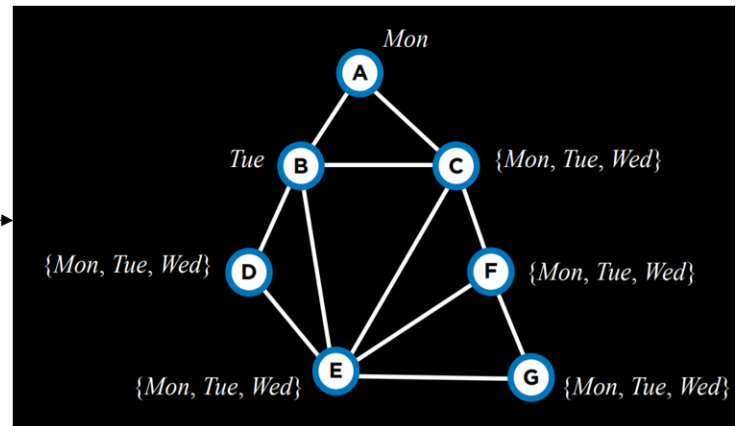 Mon
A
Tue
B
C
{Mon, Tue, Wed}
{Mon, Tue, Wed}
D
F
{Mon, Tue, Wed}
{Mon, Tue, Wed}
E
G
{Mon, Tue, Wed}